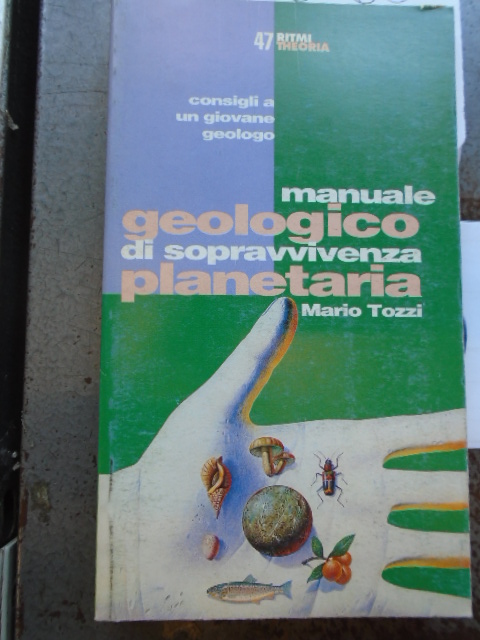 47 RITMI
THEORIA
consigli a
un giovane
geologo
manuale
geologico
di sopravvivenza
planetaria
Mario Tozzi